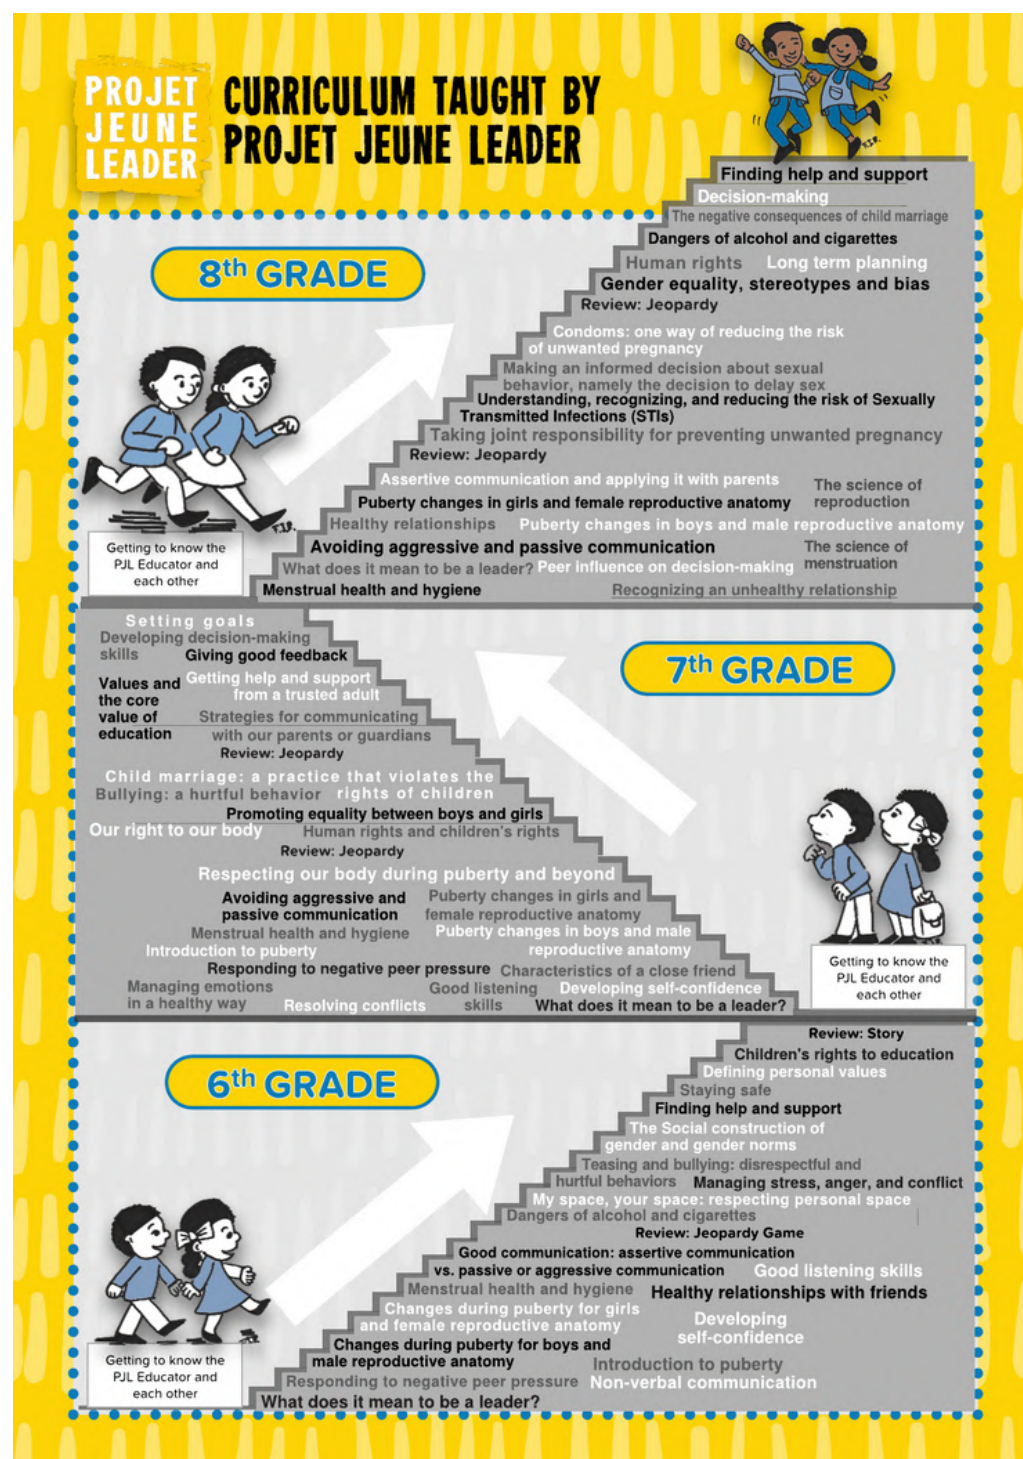 PROJET
JEUNE
LEADER
CURRICULUM TAUGHT BY
PROJET JEUNE LEADER
Finding help and support
Decision-making
The negative consequences of child marriage
Dangers of alcohol and cigarettes
8th GRADE
Human rights
Long term planning
Gender equality, stereotypes and bias
Review: Jeopardy
Condoms: one way of reducing the risk
of unwanted pregnancy
Making an informed decision about sexual
behavior, namely the decision to delay sex
Understanding, recognizing, and reducing the risk of Sexually
Transmitted Infections (STIs)
Taking joint responsibility for preventing unwanted pregnancy
Review: Jeopardy
Assertive communication and applying it with parents
The science of
reproduction
Puberty changes in girls and female reproductive anatomy
Healthy relationships
Puberty changes in boys and male reproductive anatomy
Avoiding aggressive and passive communication
The science of
menstruation
What does it mean to be a leader?
Peer influence on decision-making
Menstrual health and hygiene
Recognizing an unhealthy relationship
Getting to know the
PJL Educator and
each other
Setting goals
Developing decision-making
skills
Giving good feedback
7th GRADE
Values and
the core
value of
education
Getting help and support
from a trusted adult
Strategies for communicating
with our parents or guardians
Review: Jeopardy
Child marriage: a practice that violates the
rights of children
Bullying: a hurtful behavior
Promoting equality between boys and girls
Our right to our body
Human rights and children's rights
Review: Jeopardy
Respecting our body during puberty and beyond
Avoiding aggressive and
passive communication
Puberty changes in girls and
female reproductive anatomy
Menstrual health and hygiene
Puberty changes in boys and male
reproductive anatomy
Introduction to puberty
Responding to negative peer pressure
Characteristics of a close friend
Managing emotions
in a healthy way
Resolving conflicts
Good listening
skills
Developing self-confidence
What does it mean to be a leader?
Getting to know the
PJL Educator and
each other
Review: Story
Children's rights to education
6th GRADE
Defining personal values
Staying safe
Finding help and support
The Social construction of
gender and gender norms
Teasing and bullying: disrespectful and
hurtful behaviors
Managing stress, anger, and conflict
My space, your space: respecting personal space
Dangers of alcohol and cigarettes
Review: Jeopardy Game
Good communication: assertive communication
vs. passive or aggressive communication
Good listening skills
Menstrual health and hygiene
Healthy relationships with friends
Changes during puberty for girls
and female reproductive anatomy
Developing
self-confidence
Changes during puberty for boys and
male reproductive anatomy
Introduction to puberty
Responding to negative peer pressure
Non-verbal communication
What does it mean to be a leader?
Getting to know the
PJL Educator and
each other